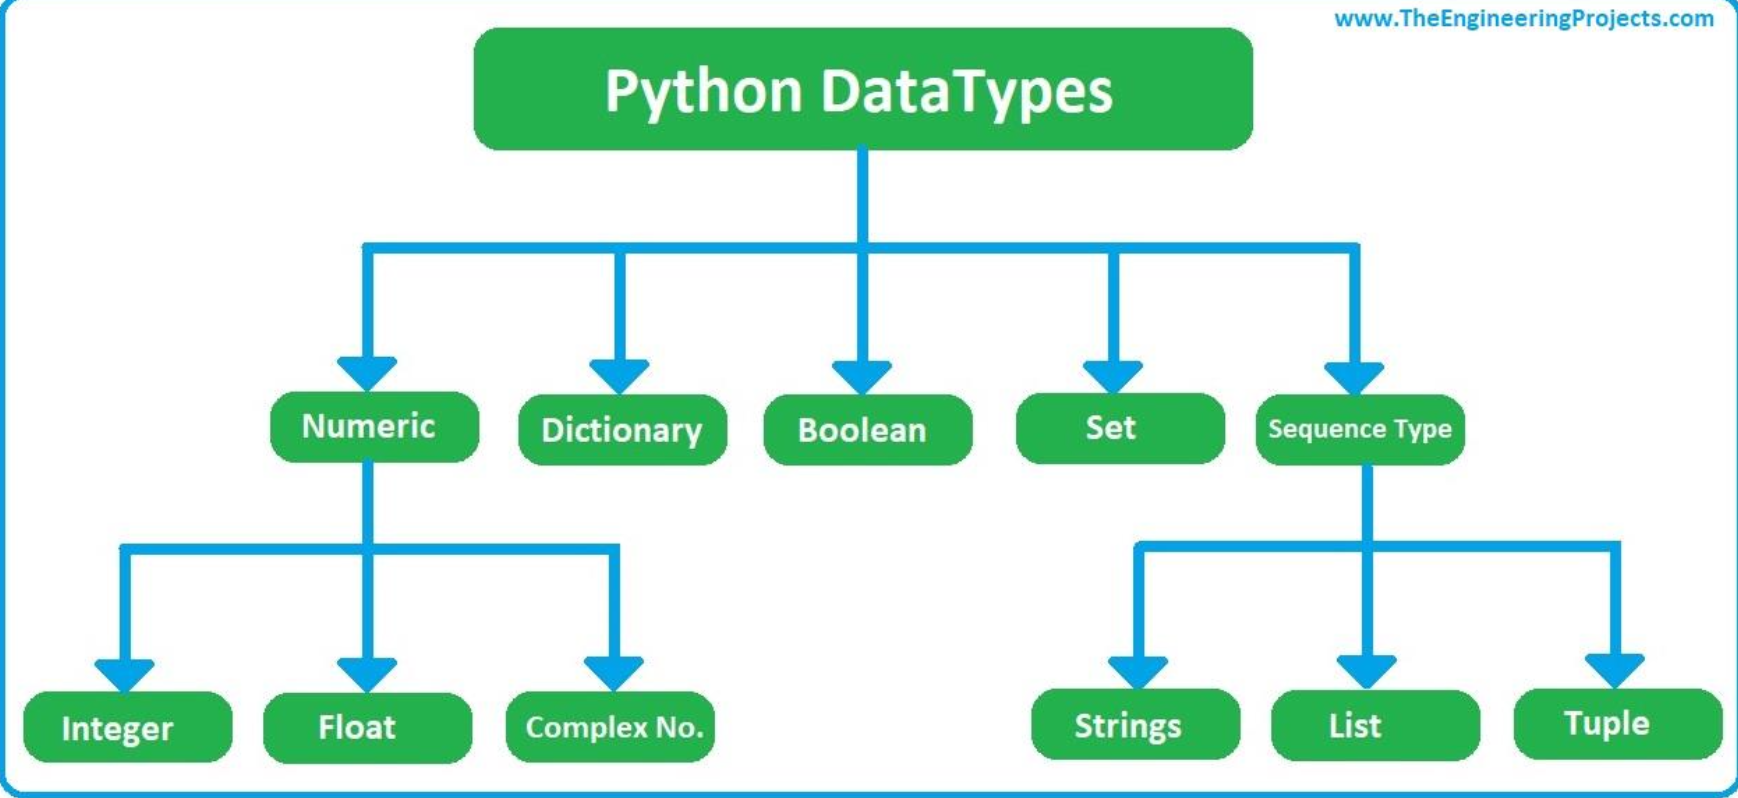 www.TheEngineeringProjects.com
Python DataTypes
Numeric
Dictionary
Boolean
Set
Sequence Type
Integer
Float
Complex No.
Strings
List
Tuple